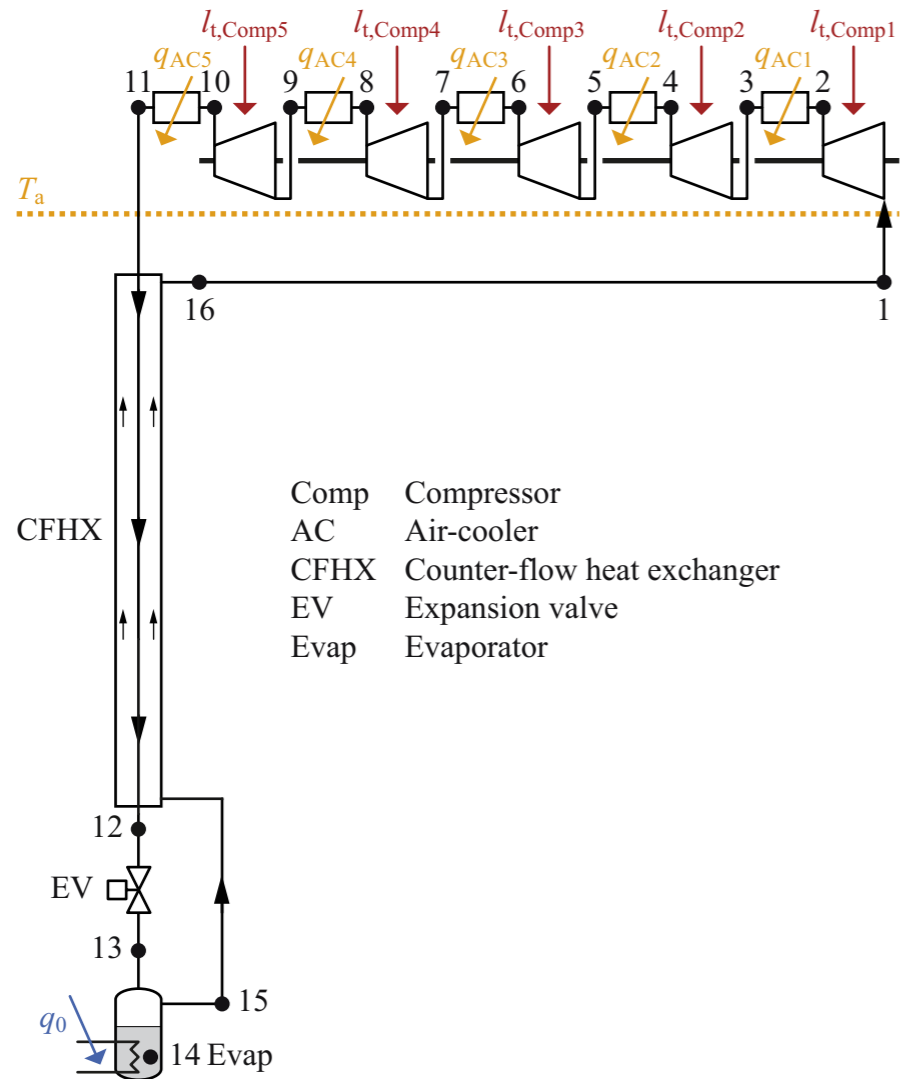 l_t,Comp5 l_t,Comp4 l_t,Comp3 l_t,Comp2 l_t,Comp1
q_AC5 q_AC4 q_AC3 q_AC2 q_AC1
11 10 9 8 7 6 5 4 3 2
T_a
16 1
CFHX
Comp Compressor
AC Air-cooler
CFHX Counter-flow heat exchanger
EV Expansion valve
Evap Evaporator
12
EV
13
15
q_0
14 Evap